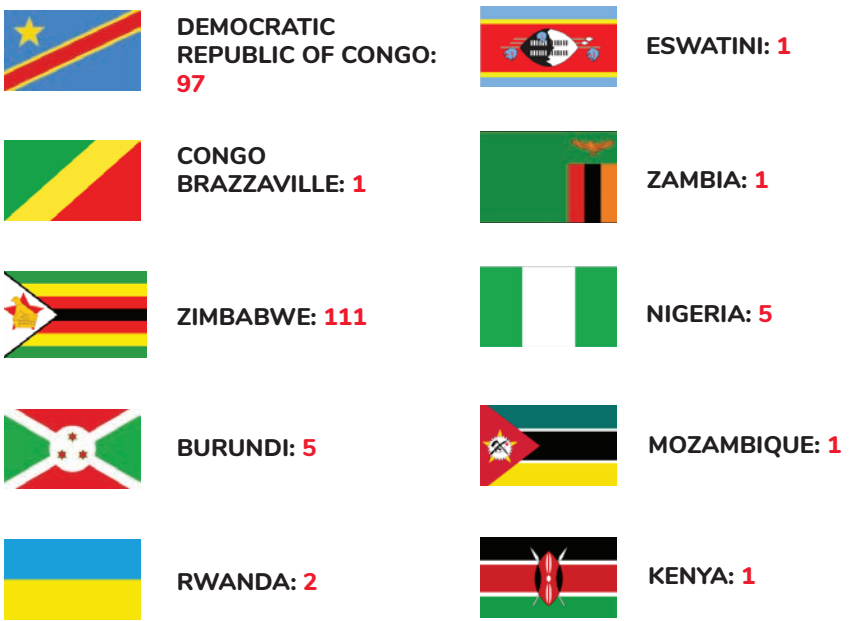 DEMOCRATIC
REPUBLIC OF CONGO:
97
CONGO
BRAZZAVILLE: 1
ZIMBABWE: 111
BURUNDI: 5
RWANDA: 2
ESWATINI: 1
ZAMBIA: 1
NIGERIA: 5
MOZAMBIQUE: 1
KENYA: 1